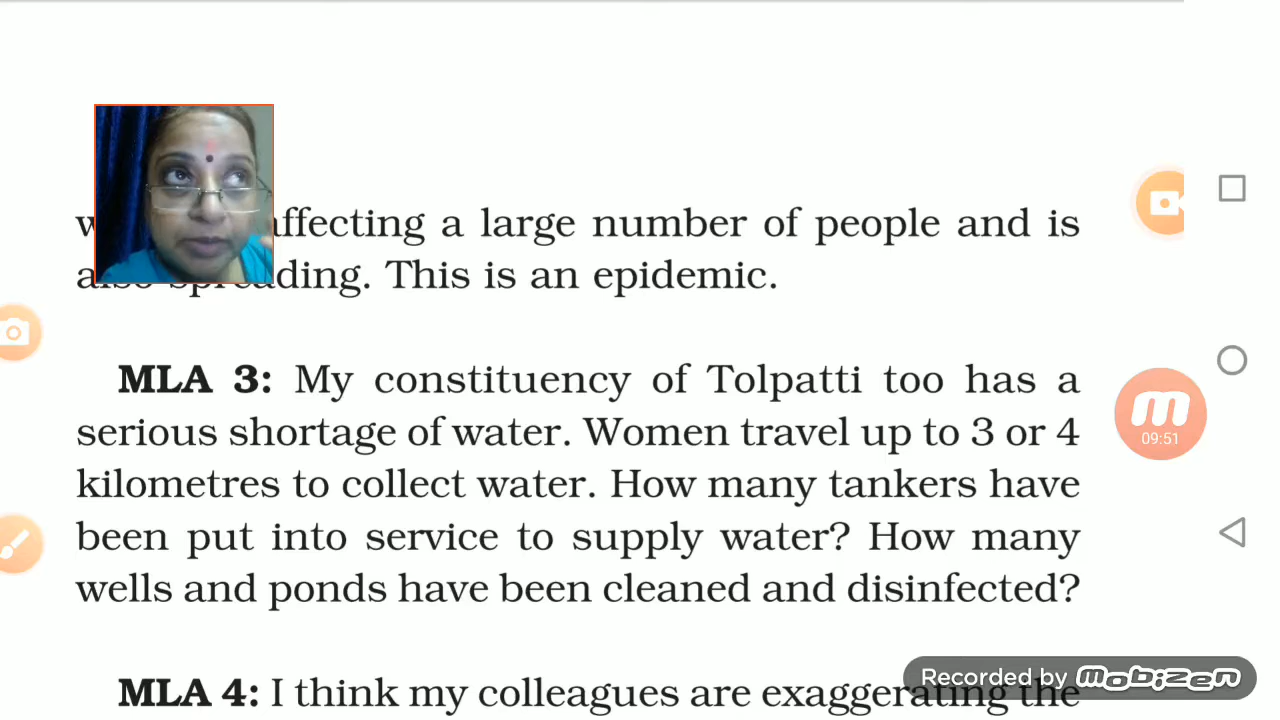 affecting a large number of people and is
spreading. This is an epidemic.
MLA 3: My constituency of Tolpatti too has a
serious shortage of water. Women travel up to 3 or 4
kilometres to collect water. How many tankers have
been put into service to supply water? How many
wells and ponds have been cleaned and disinfected?
MLA 4: I think my colleagues are exaggerating the
09:51
Recorded by mobizen